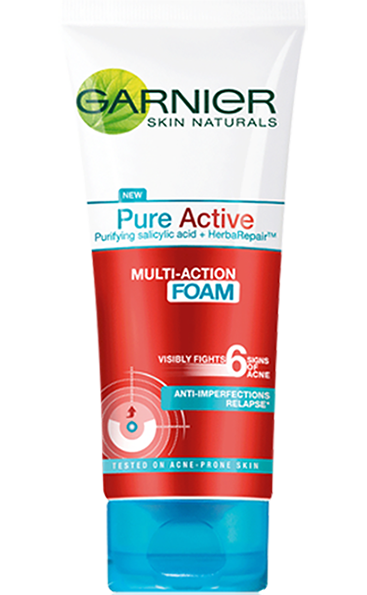 GARNIER
SKIN NATURALS
NEW
Pure Active
Purifying salicylic acid + HerbaRepair™
MULTI-ACTION
FOAM
VISIBLY FIGHTS 6 SIGNS OF ACNE
ANTI-IMPERFECTIONS
RELAPSE*
TESTED ON ACNE-PRONE SKIN